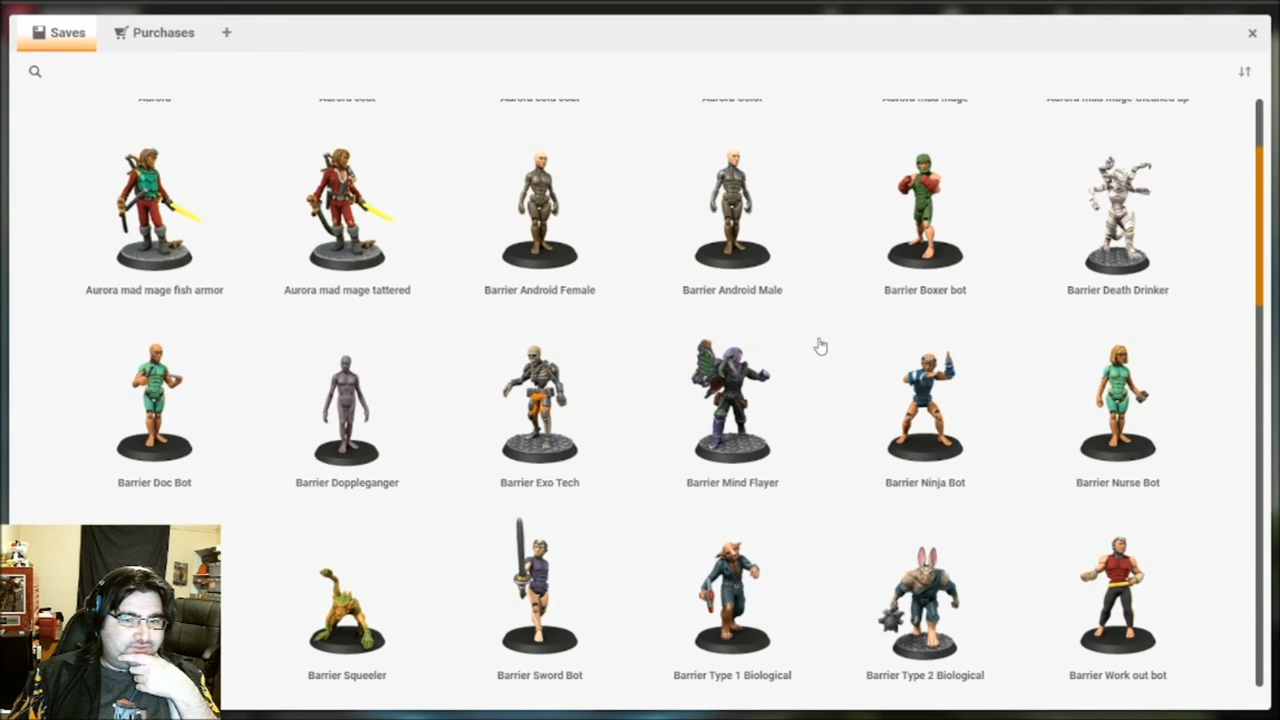 Saves Purchases +
Aurora mad mage fish armor Aurora mad mage tattered Barrier Android Female Barrier Android Male Barrier Boxer bot Barrier Death Drinker
Barrier Doc Bot Barrier Doppleganger Barrier Exo Tech Barrier Mind Flayer Barrier Ninja Bot Barrier Nurse Bot
Barrier Squeeler Barrier Sword Bot Barrier Type 1 Biological Barrier Type 2 Biological Barrier Work out bot